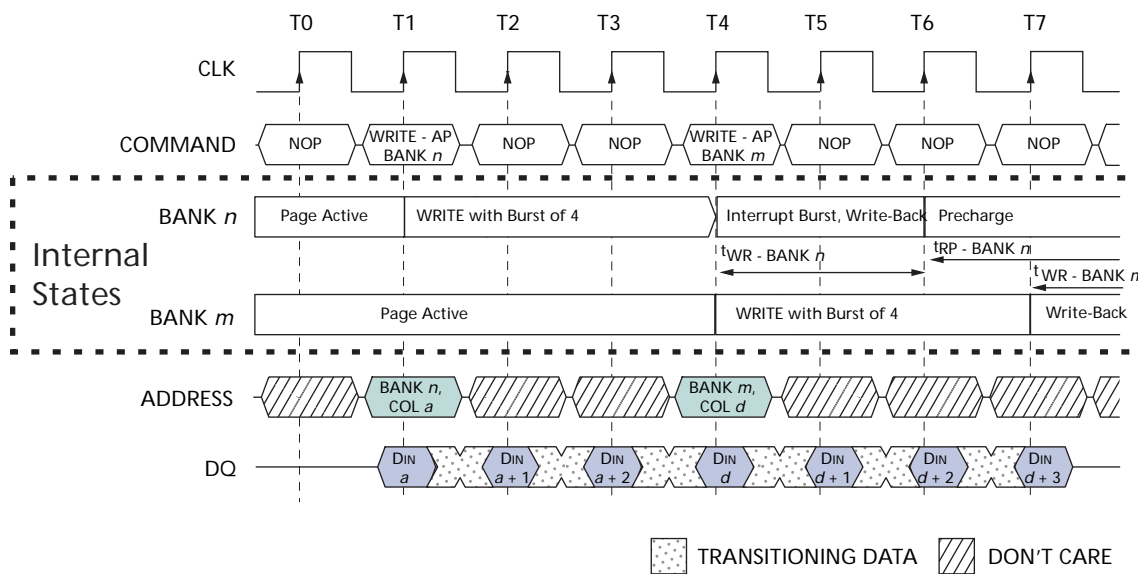 T0 T1 T2 T3 T4 T5 T6 T7
CLK
COMMAND NOP WRITE - AP BANK n NOP NOP WRITE - AP BANK m NOP NOP NOP
Internal States
BANK n Page Active WRITE with Burst of 4 Interrupt Burst, Write-Back Precharge
tWR - BANK n tRP - BANK n
tWR - BANK
BANK m Page Active WRITE with Burst of 4 Write-Back
ADDRESS BANK n, COL a BANK m, COL d
DQ DIN a DIN a + 1 DIN a + 2 DIN d DIN d + 1 DIN d + 2 DIN d + 3
TRANSITIONING DATA DON'T CARE